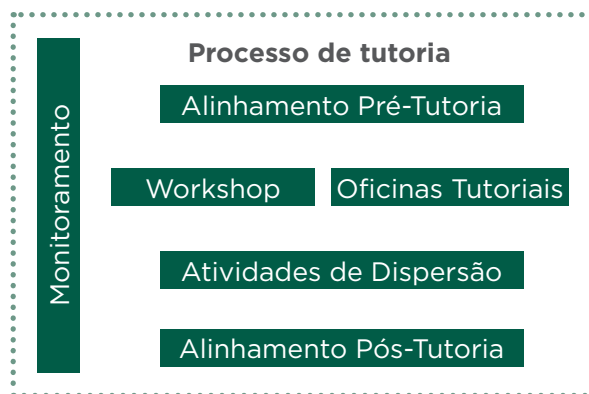 Processo de tutoria
Monitoramento
Alinhamento Pré-Tutoria
Workshop
Oficinas Tutoriais
Atividades de Dispersão
Alinhamento Pós-Tutoria